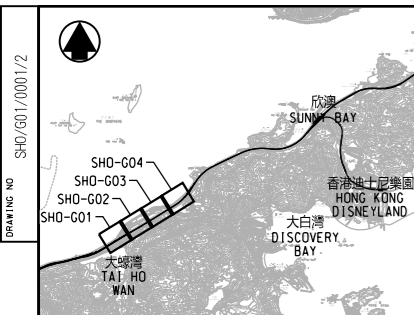 DRAWING NO
SHO/G01/0001/2
欣澳
SUNNY BAY
SHO-G04
SHO-G03
SHO-G02
SHO-G01
香港迪士尼樂園
HONG KONG
DISNEYLAND
大白灣
DISCOVERY
BAY
大蠔灣
TAI HO
WAN